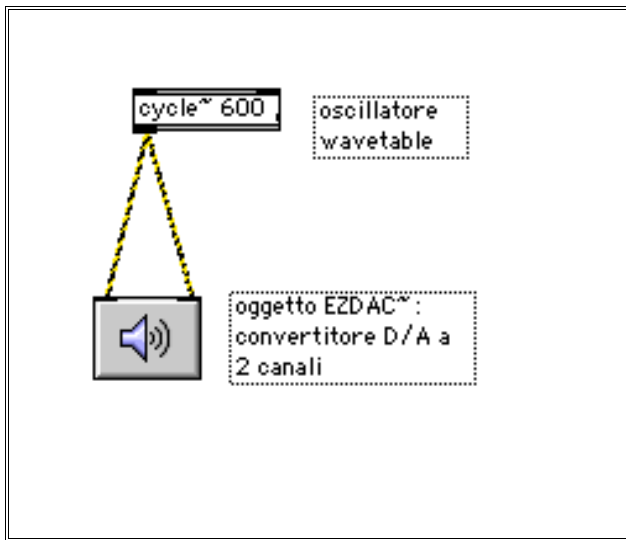 cycle~ 600
oscillatore
wavetable
oggetto EZDAC~:
convertitore D/A a
2 canali